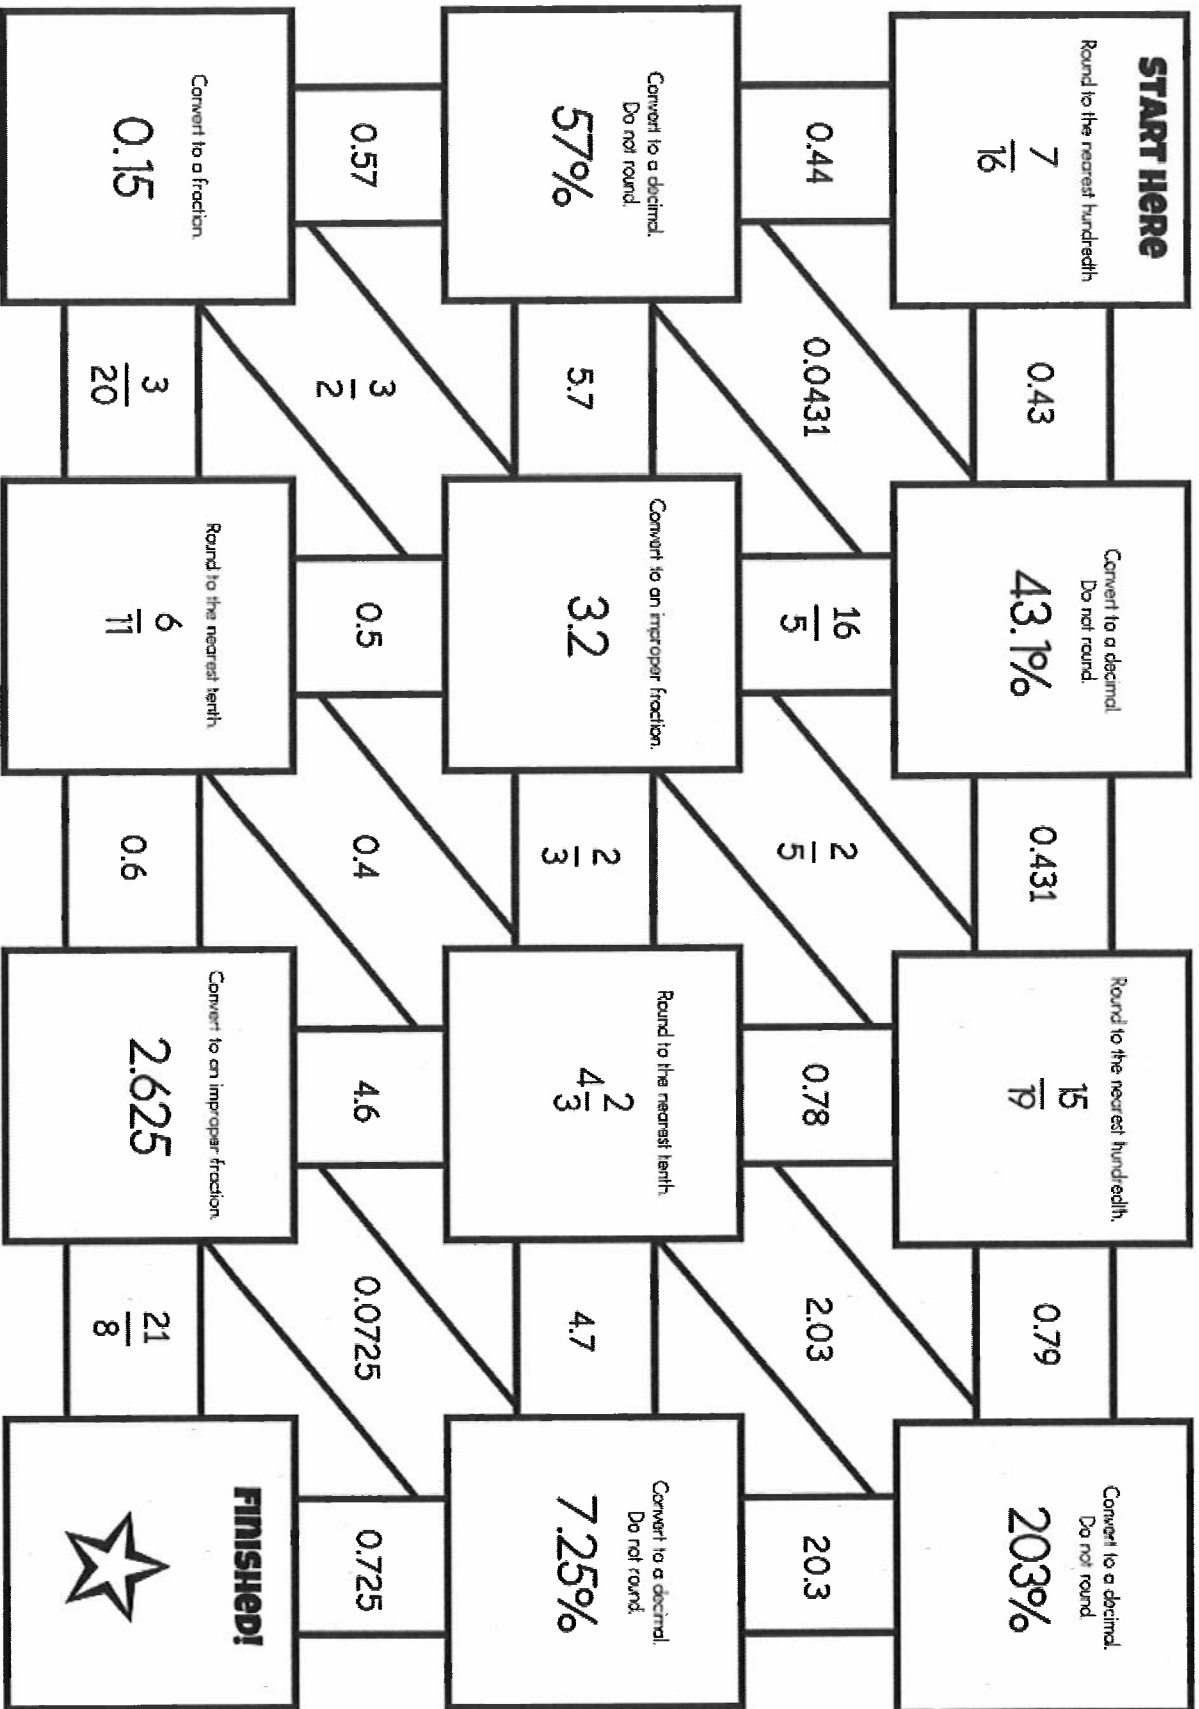 START HERE
Round to the nearest hundredth
7
16
0.43
Convert to a decimal.
Do not round.
43.1%
0.431
Round to the nearest hundredth.
15
19
0.79
Convert to a decimal.
Do not round.
203%
0.44
0.0431
16
5
2
5
0.78
2.03
20.3
Convert to a decimal.
Do not round.
57%
5.7
Convert to an improper fraction.
3.2
2
3
Round to the nearest tenth.
4 2
3
4.7
Convert to a decimal.
Do not round.
7.25%
0.57
3
2
0.5
0.4
4.6
0.0725
0.725
Convert to a fraction.
0.15
3
20
Round to the nearest tenth.
6
11
0.6
Convert to an improper fraction.
2.625
21
8
FINISHED!